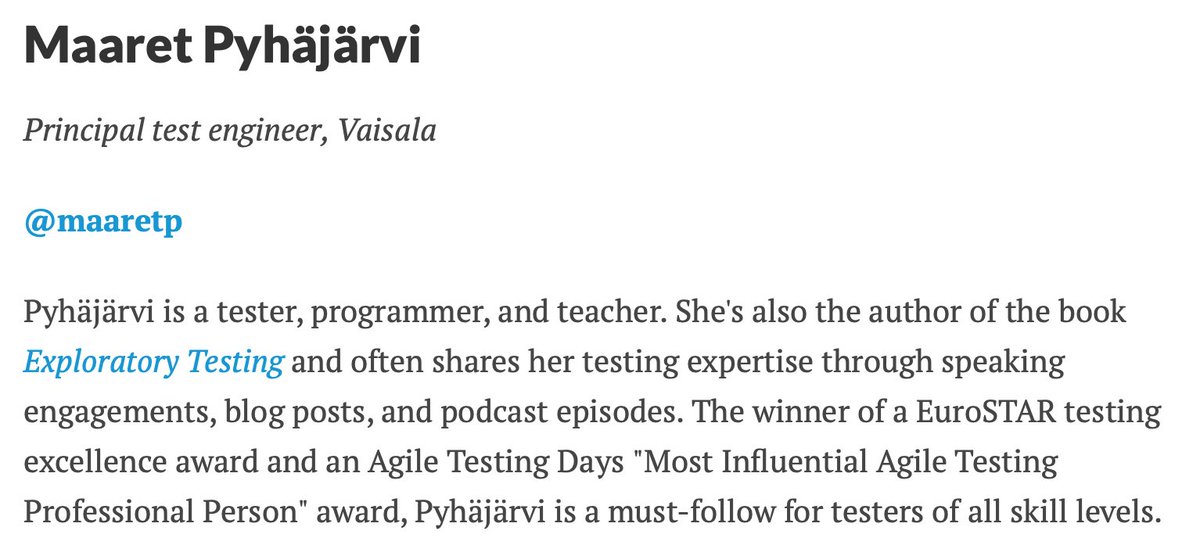 Maaret Pyhäjärvi
Principal test engineer, Vaisala
@maaretp
Pyhäjärvi is a tester, programmer, and teacher. She's also the author of the book
Exploratory Testing and often shares her testing expertise through speaking
engagements, blog posts, and podcast episodes. The winner of a EuroSTAR testing
excellence award and an Agile Testing Days "Most Influential Agile Testing
Professional Person" award, Pyhäjärvi is a must-follow for testers of all skill levels.